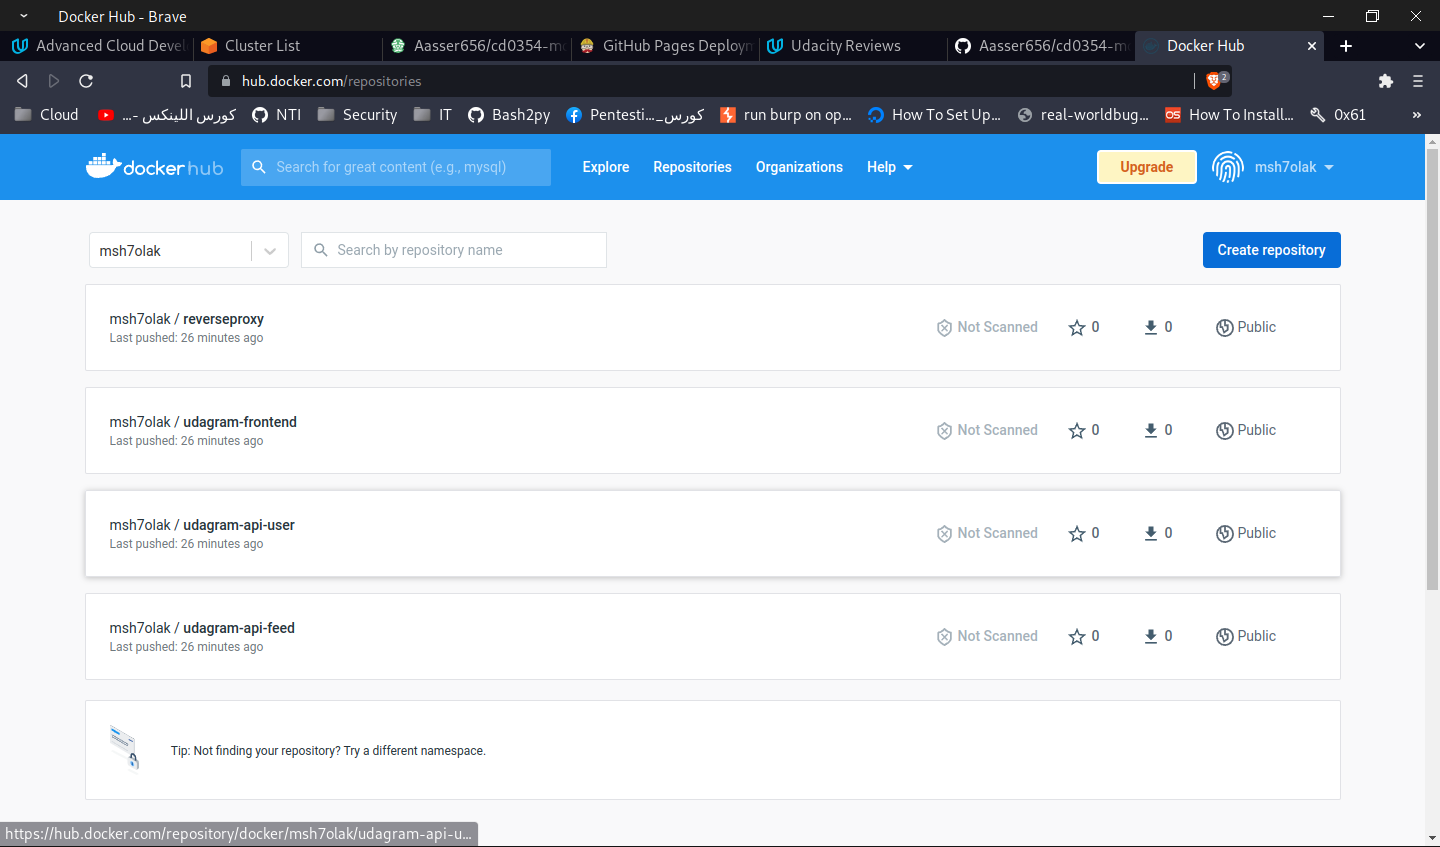 Docker Hub - Brave
Advanced Cloud Devel
Cluster List
Aasser656/cd0354-mo
GitHub Pages Deploym
Udacity Reviews
Aasser656/cd0354-mo
Docker Hub
hub.docker.com/repositories
2
Cloud
كورس اللينكس -...
NTI
Security
IT
Bash2py
Pentesti..._كورس
run burp on op...
How To Set Up...
real-worldbug...
OS How To Install...
0x61
»
docker hub
Search for great content (e.g., mysql)
Explore
Repositories
Organizations
Help
Upgrade
msh7olak
msh7olak
Search by repository name
Create repository
msh7olak / reverseproxy
Last pushed: 26 minutes ago
Not Scanned
0
0
Public
msh7olak / udagram-frontend
Last pushed: 26 minutes ago
Not Scanned
0
0
Public
msh7olak / udagram-api-user
Last pushed: 26 minutes ago
Not Scanned
0
0
Public
msh7olak / udagram-api-feed
Last pushed: 26 minutes ago
Not Scanned
0
0
Public
Tip: Not finding your repository? Try a different namespace.
https://hub.docker.com/repository/docker/msh7olak/udagram-api-u...